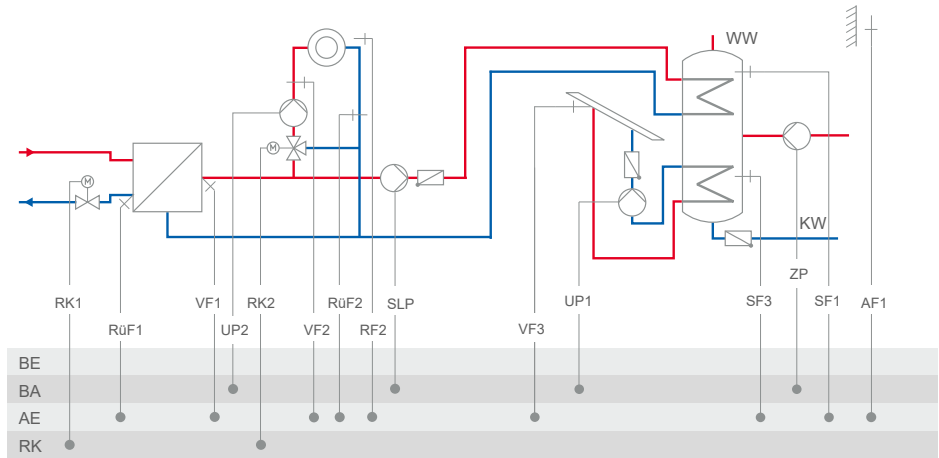 WW
M
M
KW
RK1
RüF1
VF1
UP2
RK2
VF2
RüF2
RF2
SLP
VF3
UP1
SF3
ZP
SF1
AF1
BE
BA
AE
RK